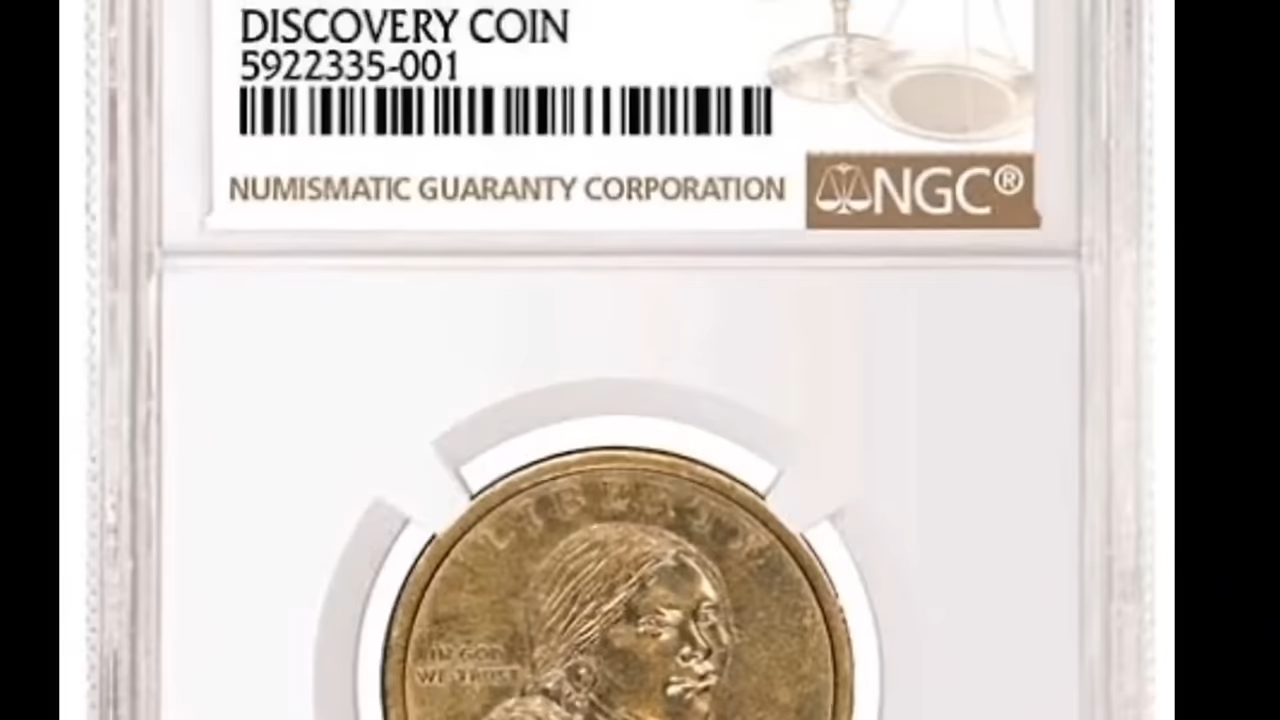 DISCOVERY COIN
5922335-001
NUMISMATIC GUARANTY CORPORATION
NGC®
LIBERTY
IN GOD
WE TRUST